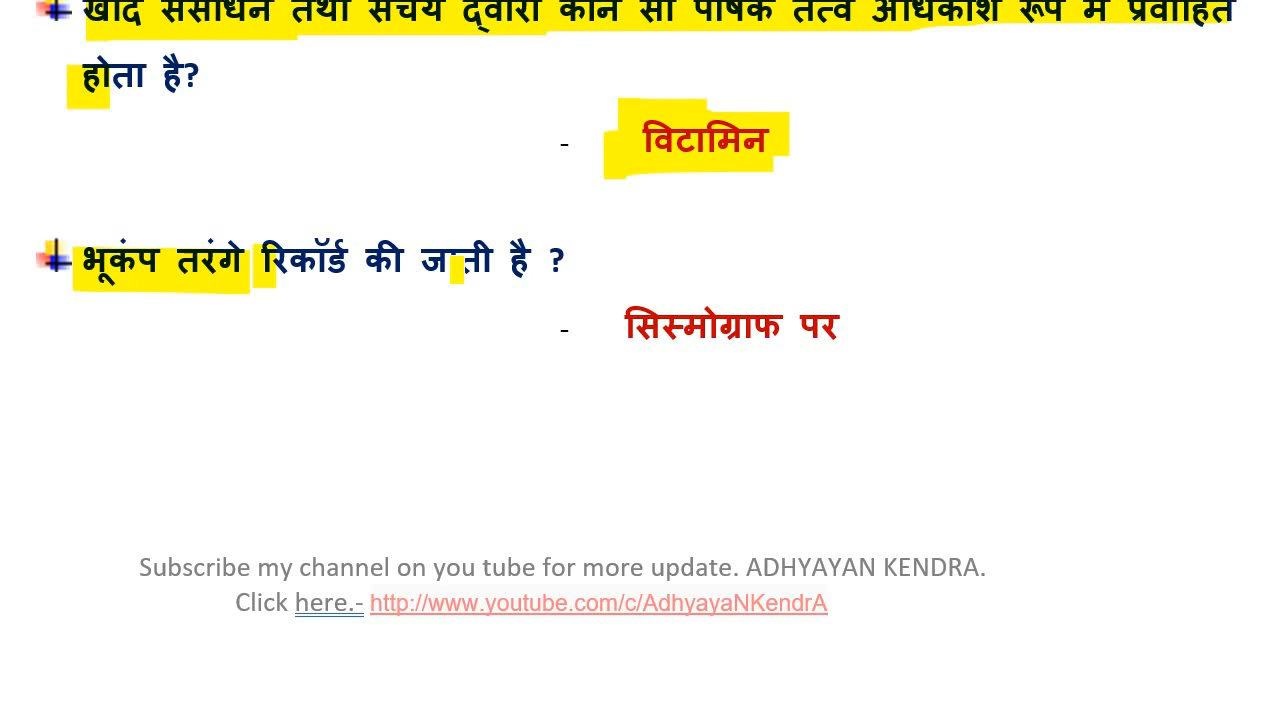 खाद संसाधन तथा संचय द्वारा कौन सा पोषक तत्व अधिकांश रूप में प्रवाहित
होता है?
- विटामिन
भूकंप तरंगे रिकॉर्ड की जाती है ?
- सिस्मोग्राफ पर
Subscribe my channel on you tube for more update. ADHYAYAN KENDRA.
Click here.- http://www.youtube.com/c/AdhyayaNKendrA